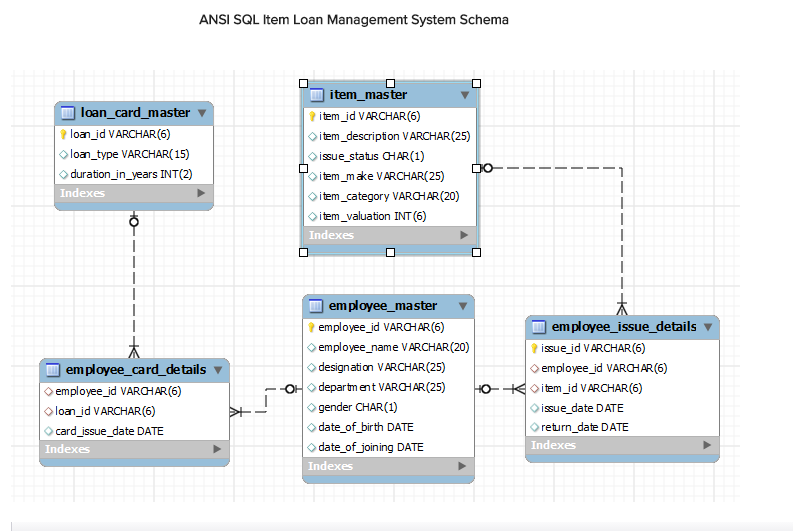 ANSI SQL Item Loan Management System Schema
loan_card_master
loan_id VARCHAR(6)
loan_type VARCHAR(15)
duration_in_years INT(2)
Indexes
item_master
item_id VARCHAR(6)
item_description VARCHAR(25)
issue_status CHAR(1)
item_make VARCHAR(25)
item_category VARCHAR(20)
item_valuation INT(6)
Indexes
employee_master
employee_id VARCHAR(6)
employee_name VARCHAR(20)
designation VARCHAR(25)
department VARCHAR(25)
gender CHAR(1)
date_of_birth DATE
date_of_joining DATE
Indexes
employee_issue_details
issue_id VARCHAR(6)
employee_id VARCHAR(6)
item_id VARCHAR(6)
issue_date DATE
return_date DATE
Indexes
employee_card_details
employee_id VARCHAR(6)
loan_id VARCHAR(6)
card_issue_date DATE
Indexes